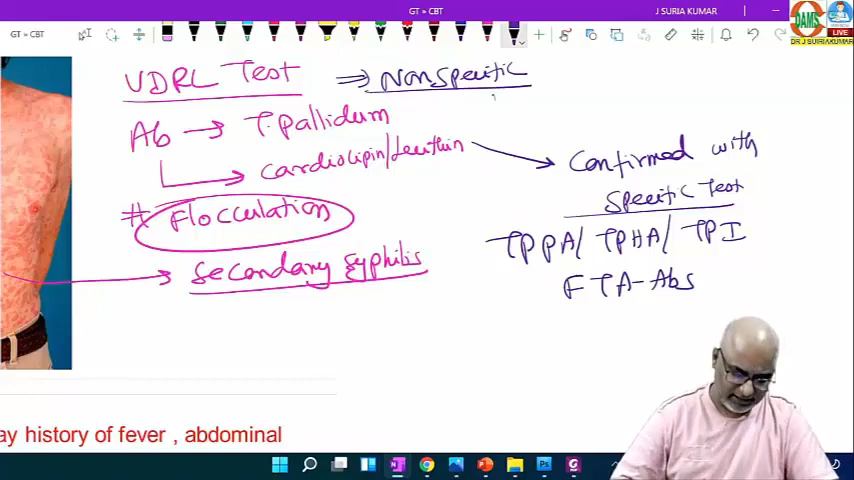 GT » CBT
GT » CBT
J SURIA KUMAR
DAMS
LIVE
DR J SURIAKUMAR
VDRL Test ⇒ Nonspecific
Ab → T.pallidum
→ Cardiolipin/Lecithin → Confirmed with
Specific Test
# Flocculation
TPPA/ TPHA/ TPI
FTA-Abs
→ Secondary Syphilis
ay history of fever , abdominal